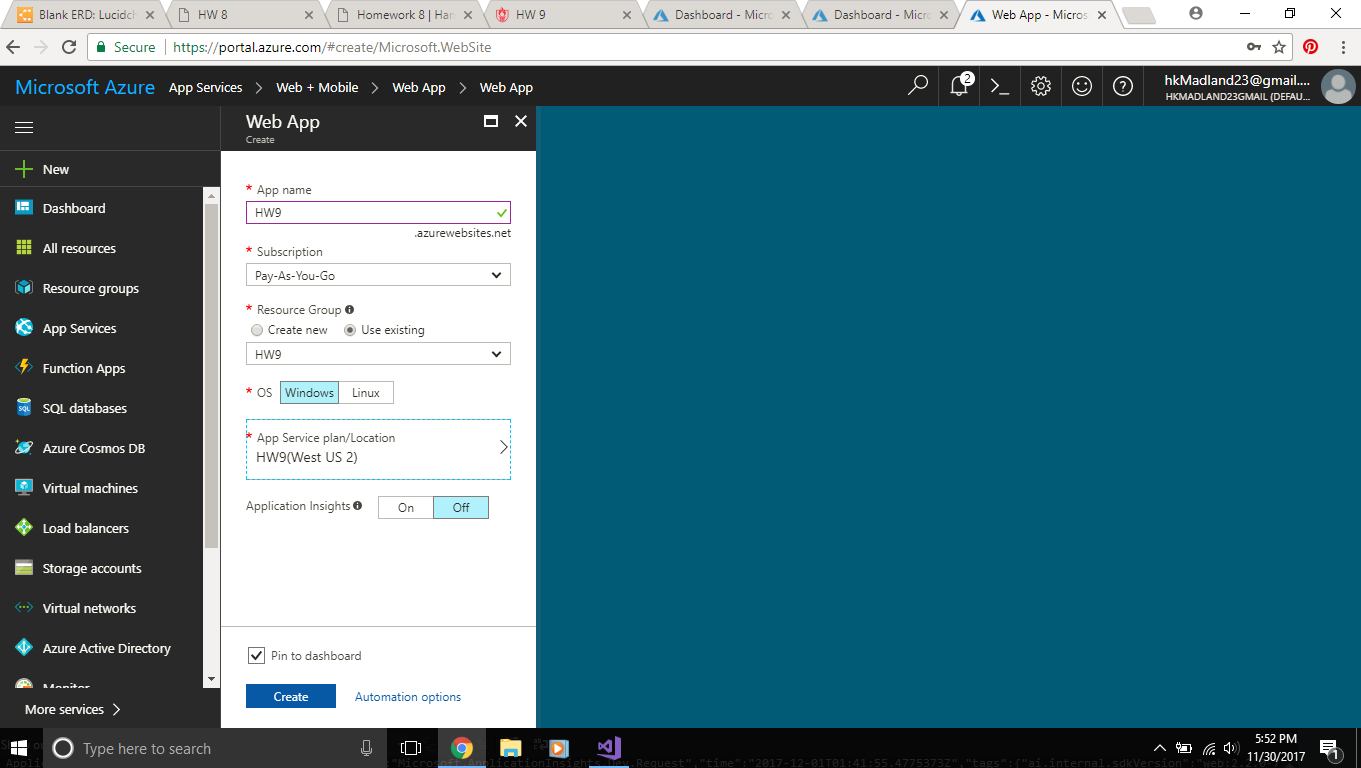 Blank ERD: Lucidch
HW 8
Homework 8 | Han
HW 9
Dashboard - Micro
Dashboard - Micro
Web App - Micros
Secure
https://portal.azure.com/#create/Microsoft.WebSite
Microsoft Azure
App Services > Web + Mobile > Web App > Web App
2
hkMadland23@gmail....
HKMADLAND23GMAIL (DEFAU...
New
Dashboard
All resources
Resource groups
App Services
Function Apps
SQL databases
Azure Cosmos DB
Virtual machines
Load balancers
Storage accounts
Virtual networks
Azure Active Directory
Monitor
More services >
Web App
Create
* App name
HW9
.azurewebsites.net
* Subscription
Pay-As-You-Go
* Resource Group
Create new Use existing
HW9
* OS Windows Linux
* App Service plan/Location
HW9(West US 2)
Application Insights On Off
Pin to dashboard
Create Automation options
Type here to search
5:52 PM
11/30/2017
1
"Microsoft.ApplicationInsights.Dev.Request","time":"2017-12-01T01:41:55.4775373Z","tags":{"ai.internal.sdkVersion":"web:2.